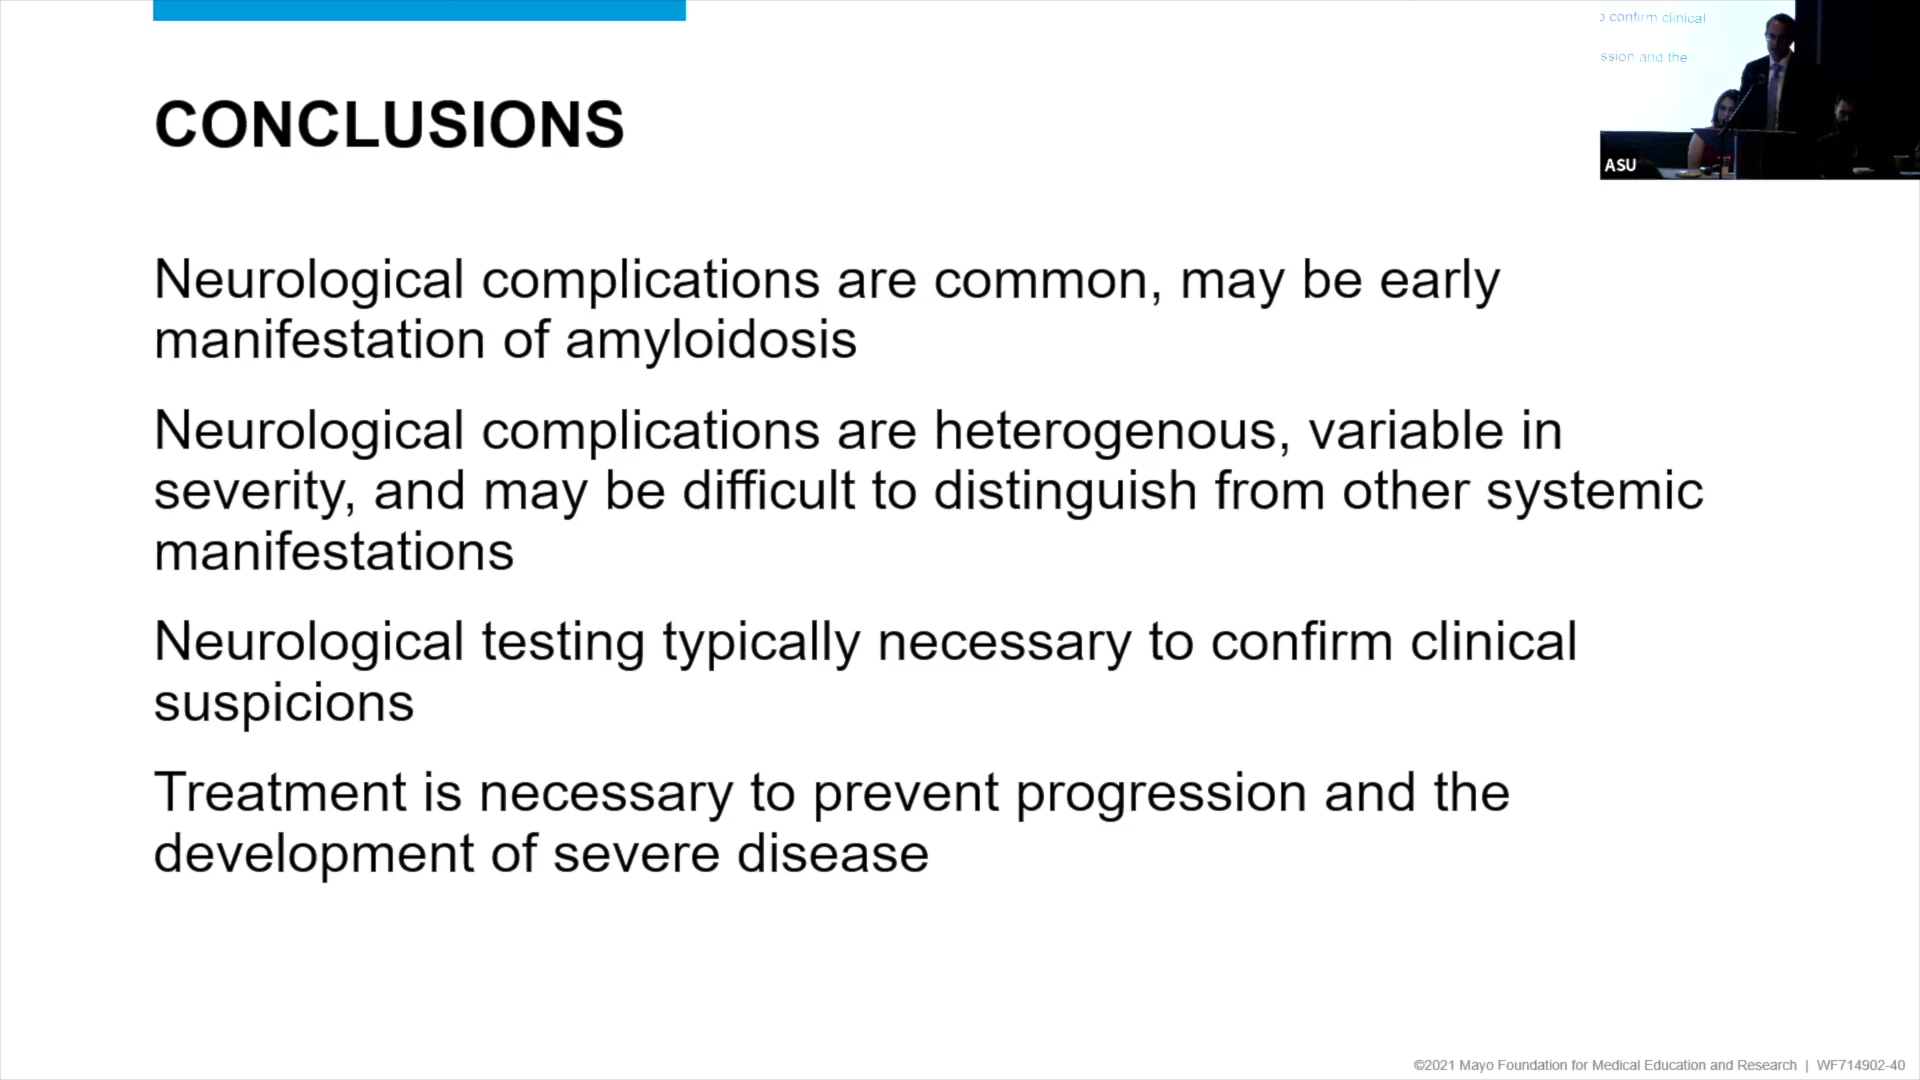 CONCLUSIONS
Neurological complications are common, may be early
manifestation of amyloidosis
Neurological complications are heterogenous, variable in
severity, and may be difficult to distinguish from other systemic
manifestations
Neurological testing typically necessary to confirm clinical
suspicions
Treatment is necessary to prevent progression and the
development of severe disease
confirm clinical
ssion and the
ASU
©2021 Mayo Foundation for Medical Education and Research | WF714902-40